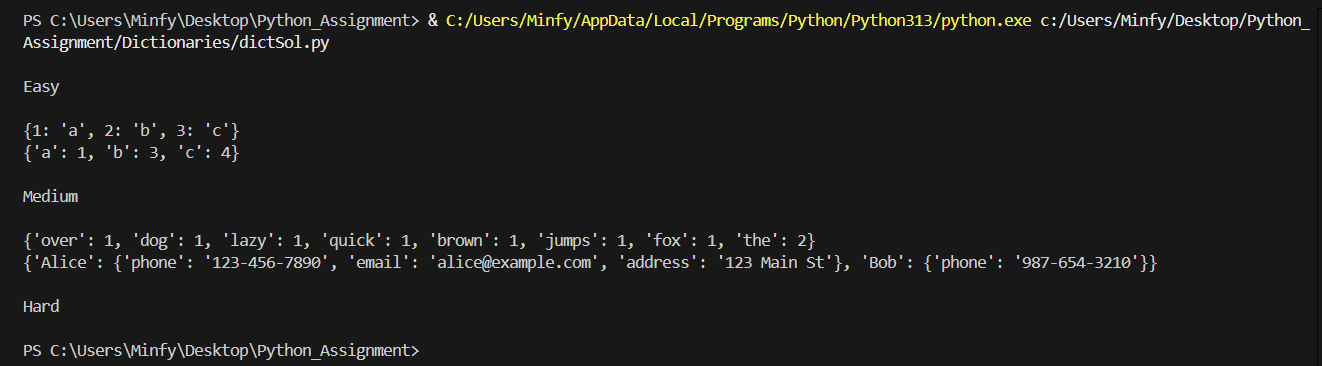 PS C:\Users\Minfy\Desktop\Python_Assignment> & C:/Users/Minfy/AppData/Local/Programs/Python/Python313/python.exe c:/Users/Minfy/Desktop/Python_
Assignment/Dictionaries/dictSol.py
Easy
{1: 'a', 2: 'b', 3: 'c'}
{'a': 1, 'b': 3, 'c': 4}
Medium
{'over': 1, 'dog': 1, 'lazy': 1, 'quick': 1, 'brown': 1, 'jumps': 1, 'fox': 1, 'the': 2}
{'Alice': {'phone': '123-456-7890', 'email': 'alice@example.com', 'address': '123 Main St'}, 'Bob': {'phone': '987-654-3210'}}
Hard
PS C:\Users\Minfy\Desktop\Python_Assignment>